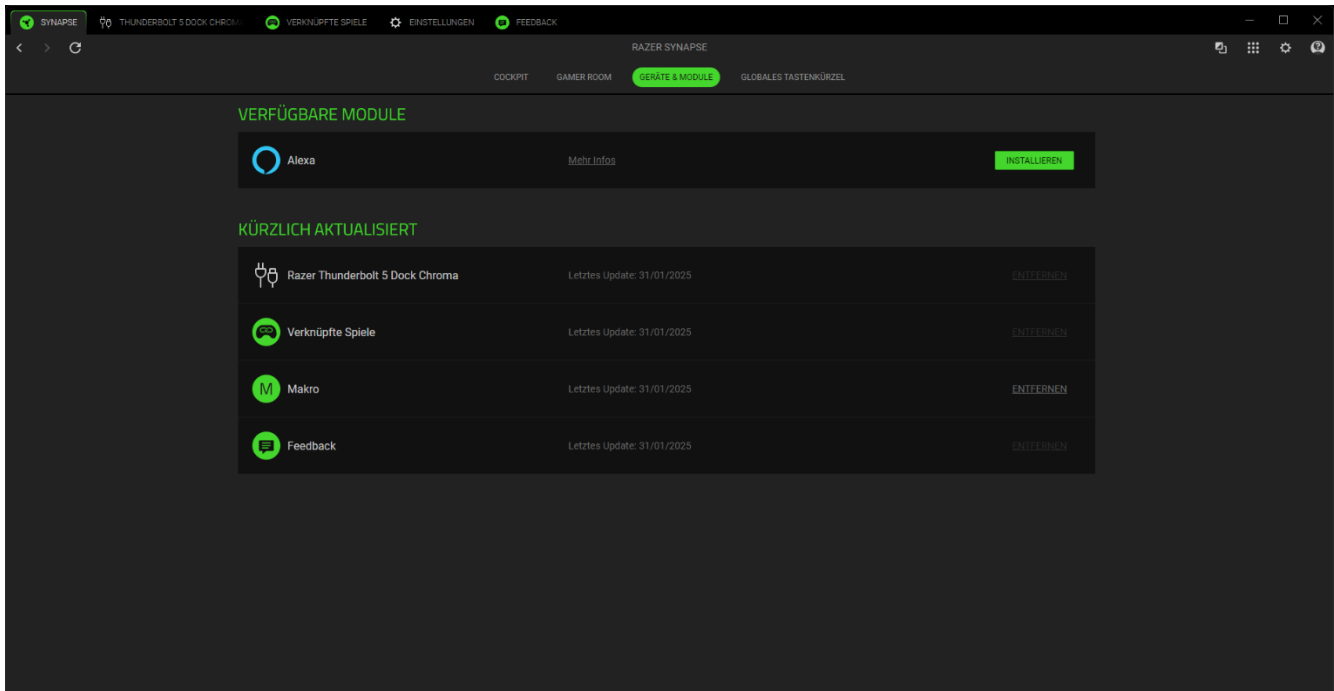 SYNAPSE THUNDERBOLT 5 DOCK CHROMA VERKNÜPFTE SPIELE EINSTELLUNGEN FEEDBACK
RAZER SYNAPSE
COCKPIT GAMER ROOM GERÄTE & MODULE GLOBALES TASTENKÜRZEL
VERFÜGBARE MODULE
Alexa Mehr Infos INSTALLIEREN
KÜRZLICH AKTUALISIERT
Razer Thunderbolt 5 Dock Chroma Letztes Update: 31/01/2025 ENTFERNEN
Verknüpfte Spiele Letztes Update: 31/01/2025 ENTFERNEN
M Makro Letztes Update: 31/01/2025 ENTFERNEN
Feedback Letztes Update: 31/01/2025 ENTFERNEN